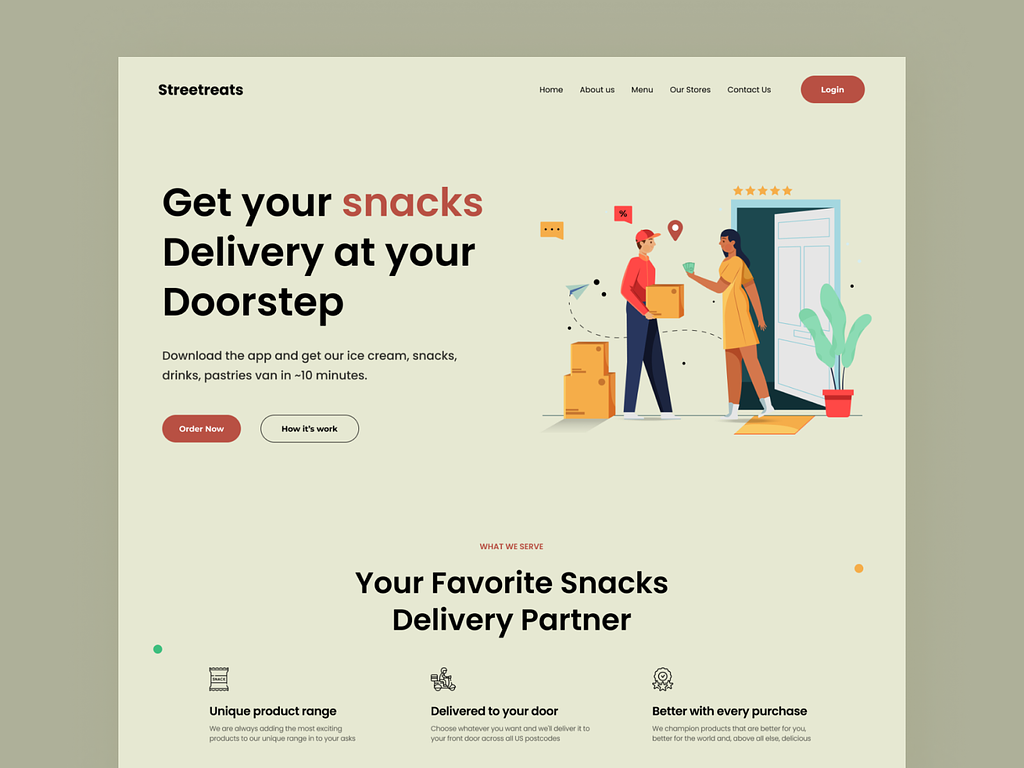 Streetreats
Home About us Menu Our Stores Contact Us Login
Get your snacks
Delivery at your
Doorstep
%
Download the app and get our ice cream, snacks,
drinks, pastries van in ~10 minutes.
Order Now How it's work
WHAT WE SERVE
Your Favorite Snacks
Delivery Partner
SNACK
Unique product range
We are always adding the most exciting
products to our unique range in to your asks
Delivered to your door
Choose whatever you want and we'll deliver it to
your front door across all US postcodes
Better with every purchase
We champion products that are better for you,
better for the world and, above all else, delicious